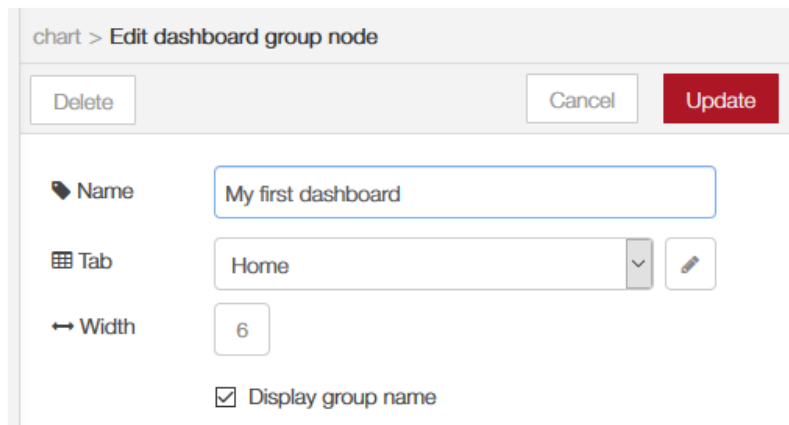 chart > Edit dashboard group node
Delete Cancel Update
Name My first dashboard
Tab Home
Width 6
Display group name